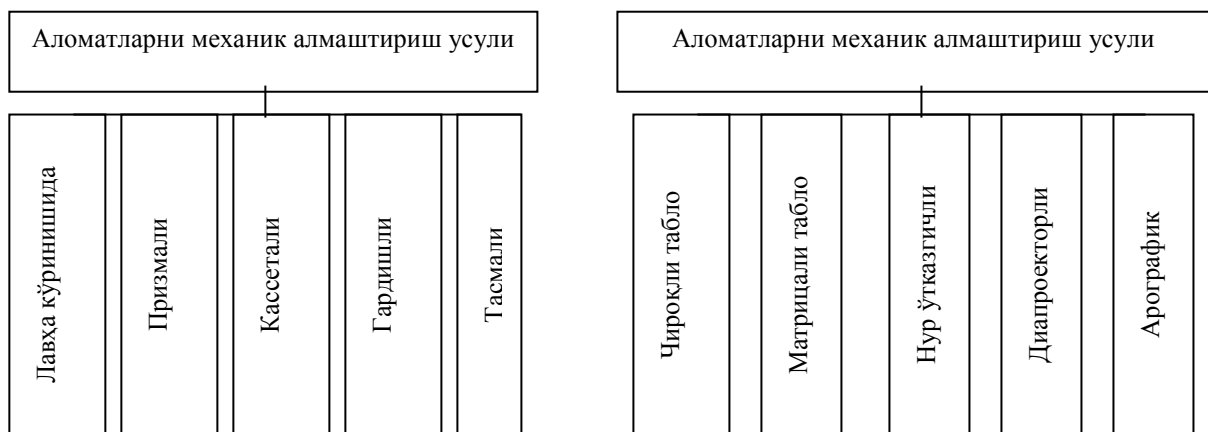 Аломатларни механик алмаштириш усули
Лавҳа кўринишида
Призмали
Кассетали
Гардишли
Тасмали
Аломатларни механик алмаштириш усули
Чироқли табло
Матрицали табло
Нур ўтказгичли
Диапроекторли
Арографик